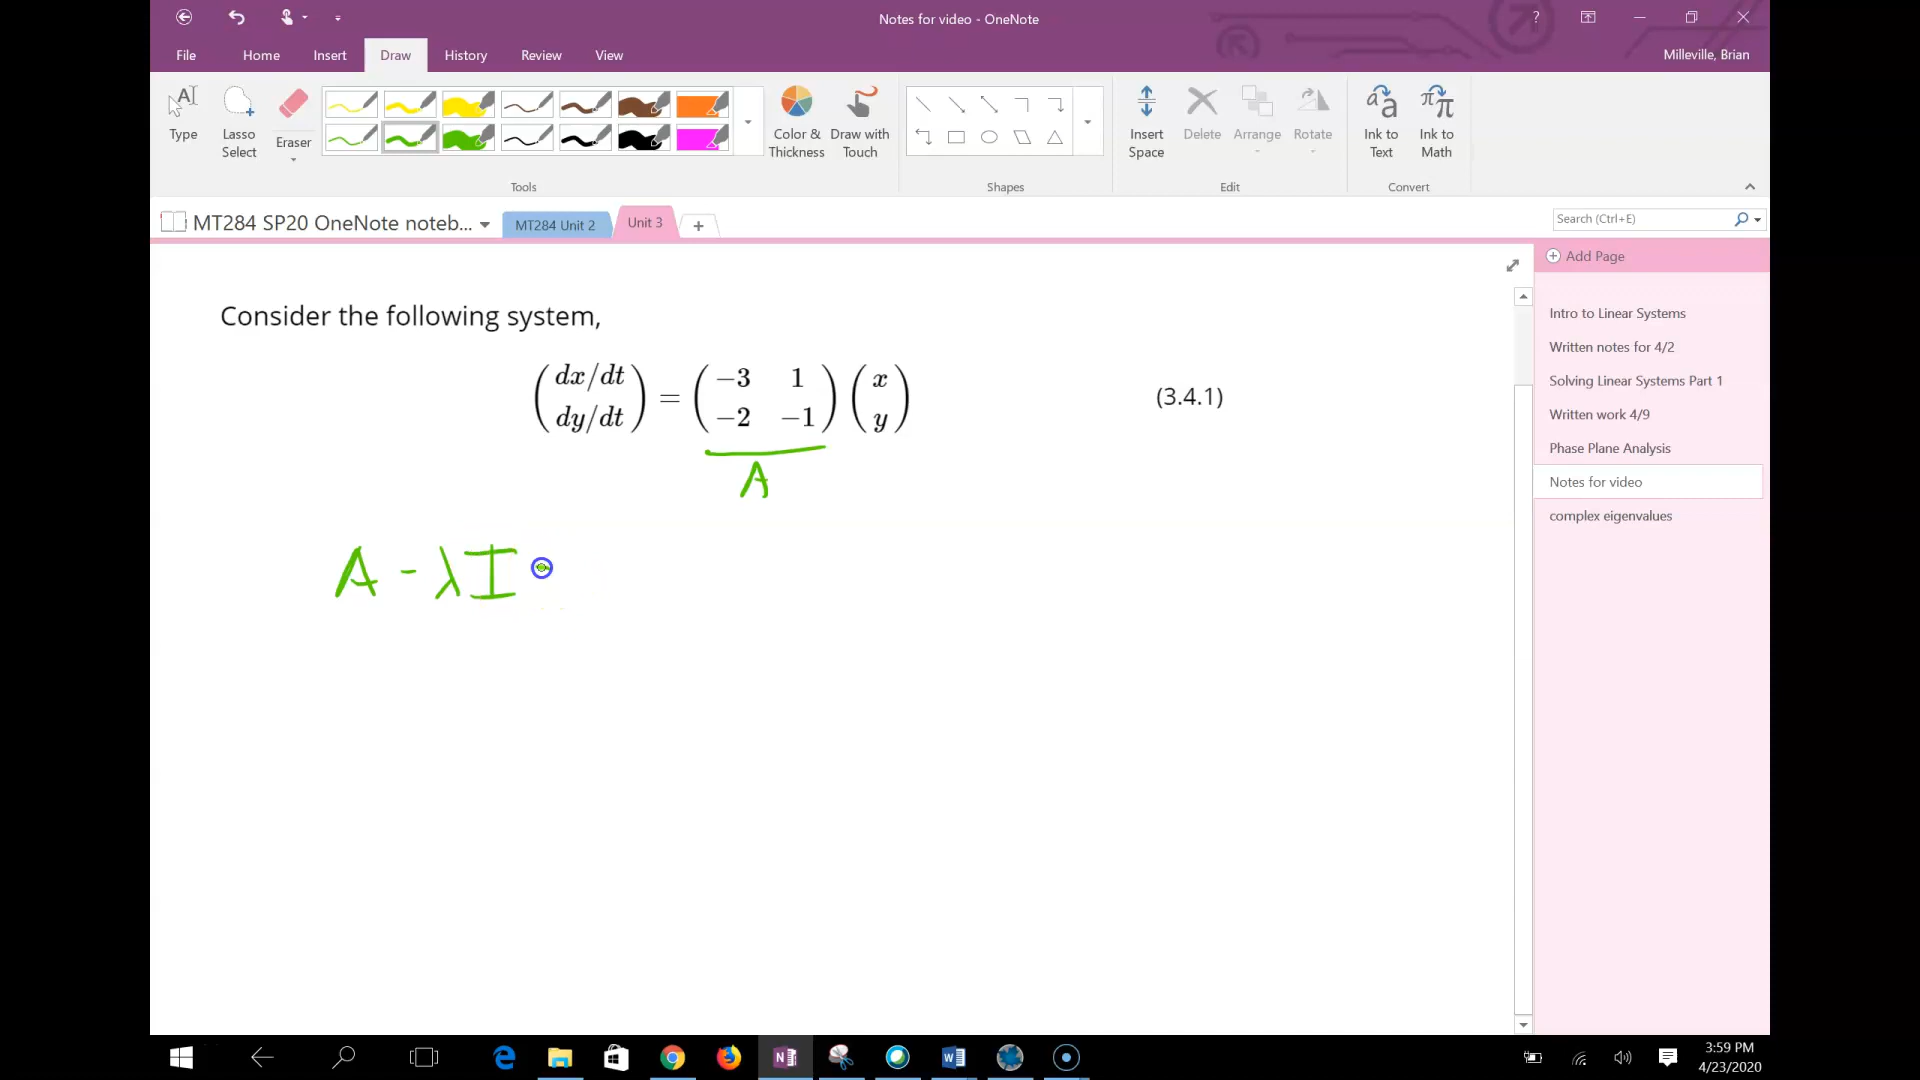 Notes for video - OneNote
?
File Home Insert Draw History Review View
Milleville, Brian
Type
Lasso Select
Eraser
Color & Thickness
Draw with Touch
Insert Space
Delete
Arrange
Rotate
Ink to Text
Ink to Math
Tools
Shapes
Edit
Convert
MT284 SP20 OneNote noteb...
MT284 Unit 2
Unit 3
+
Search (Ctrl+E)
Add Page
Intro to Linear Systems
Written notes for 4/2
Solving Linear Systems Part 1
Written work 4/9
Phase Plane Analysis
Notes for video
complex eigenvalues
Consider the following system,
(dx/dt) = (−3 1) (x)
(dy/dt) (−2 −1) (y)
(3.4.1)
A
A - λI
3:59 PM
4/23/2020